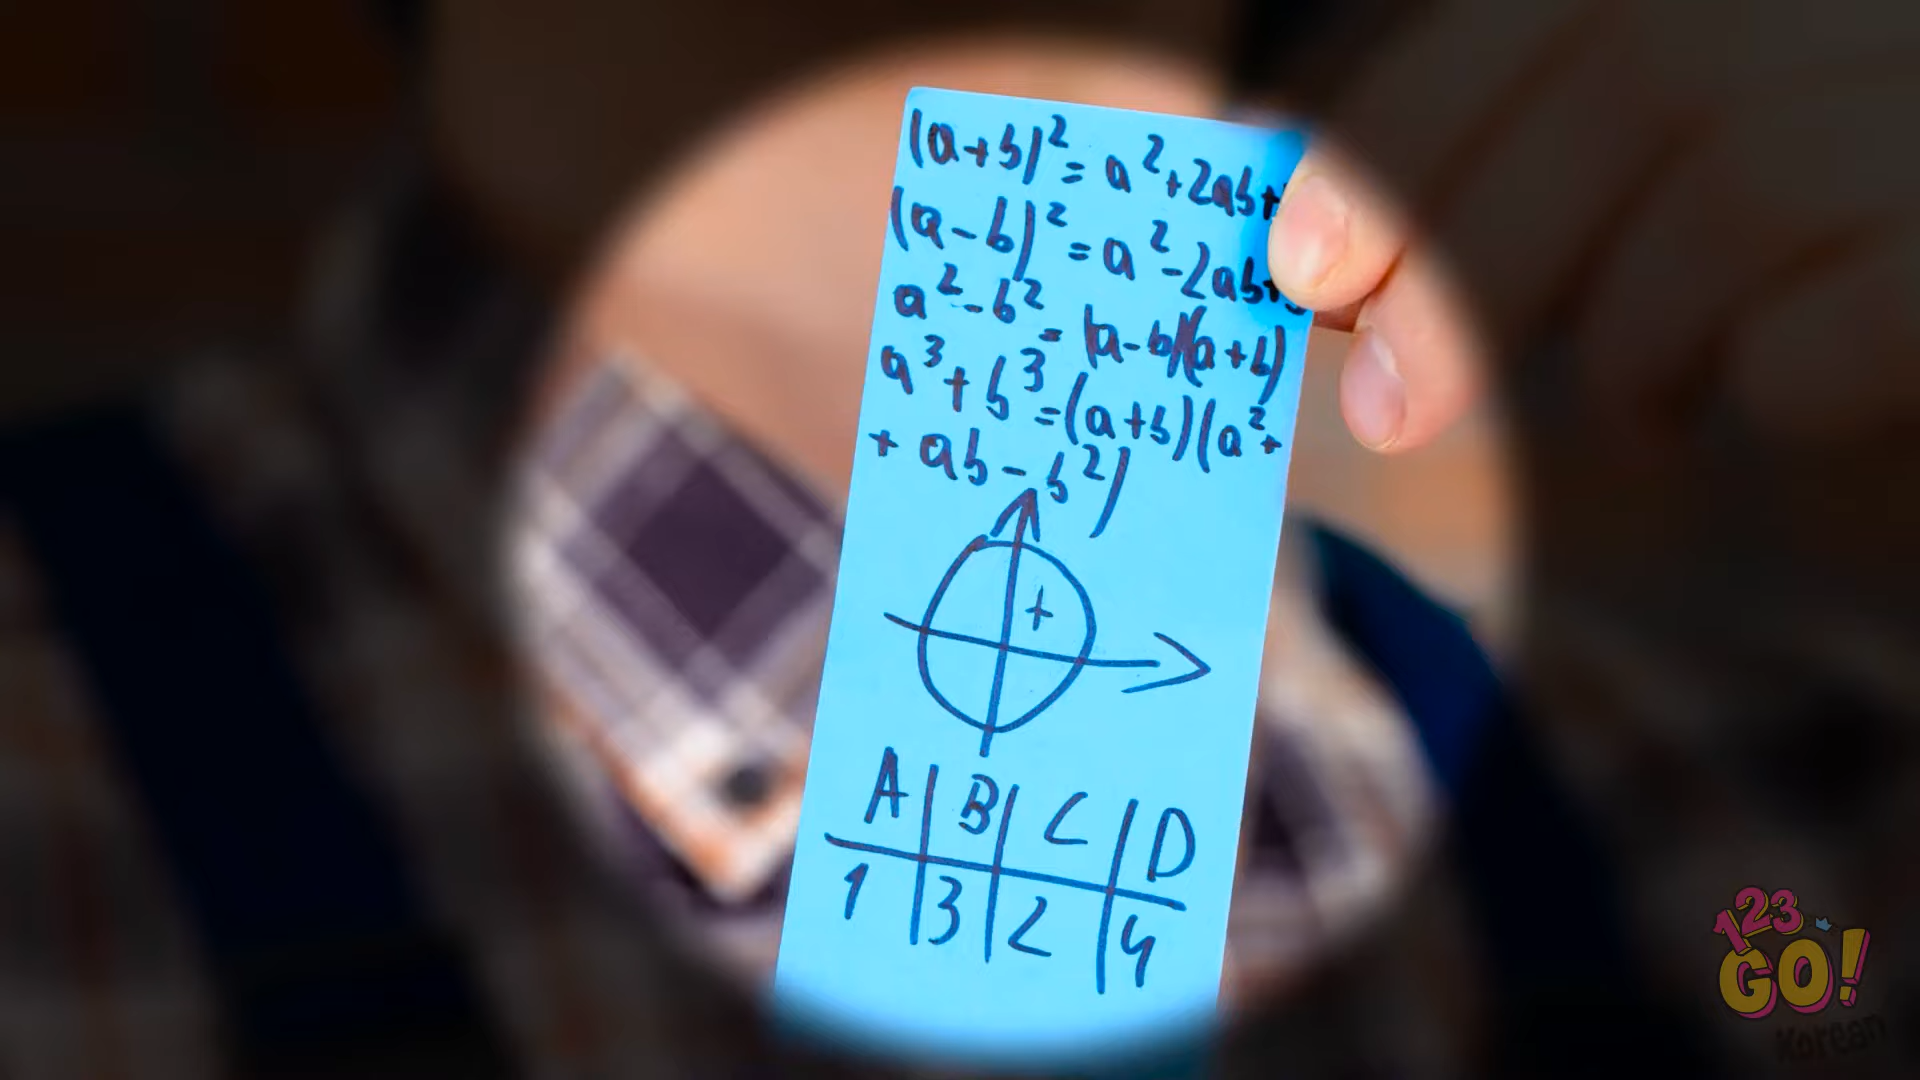 (a+b)² = a²+2ab+
(a-b)² = a²-2ab+
a²-b² = (a-b)(a+b)
a³+b³ = (a+b)(a²+
+ab-b²)
+
A | B | C | D
1 | 3 | 2 | 4
123
GO!
Korean